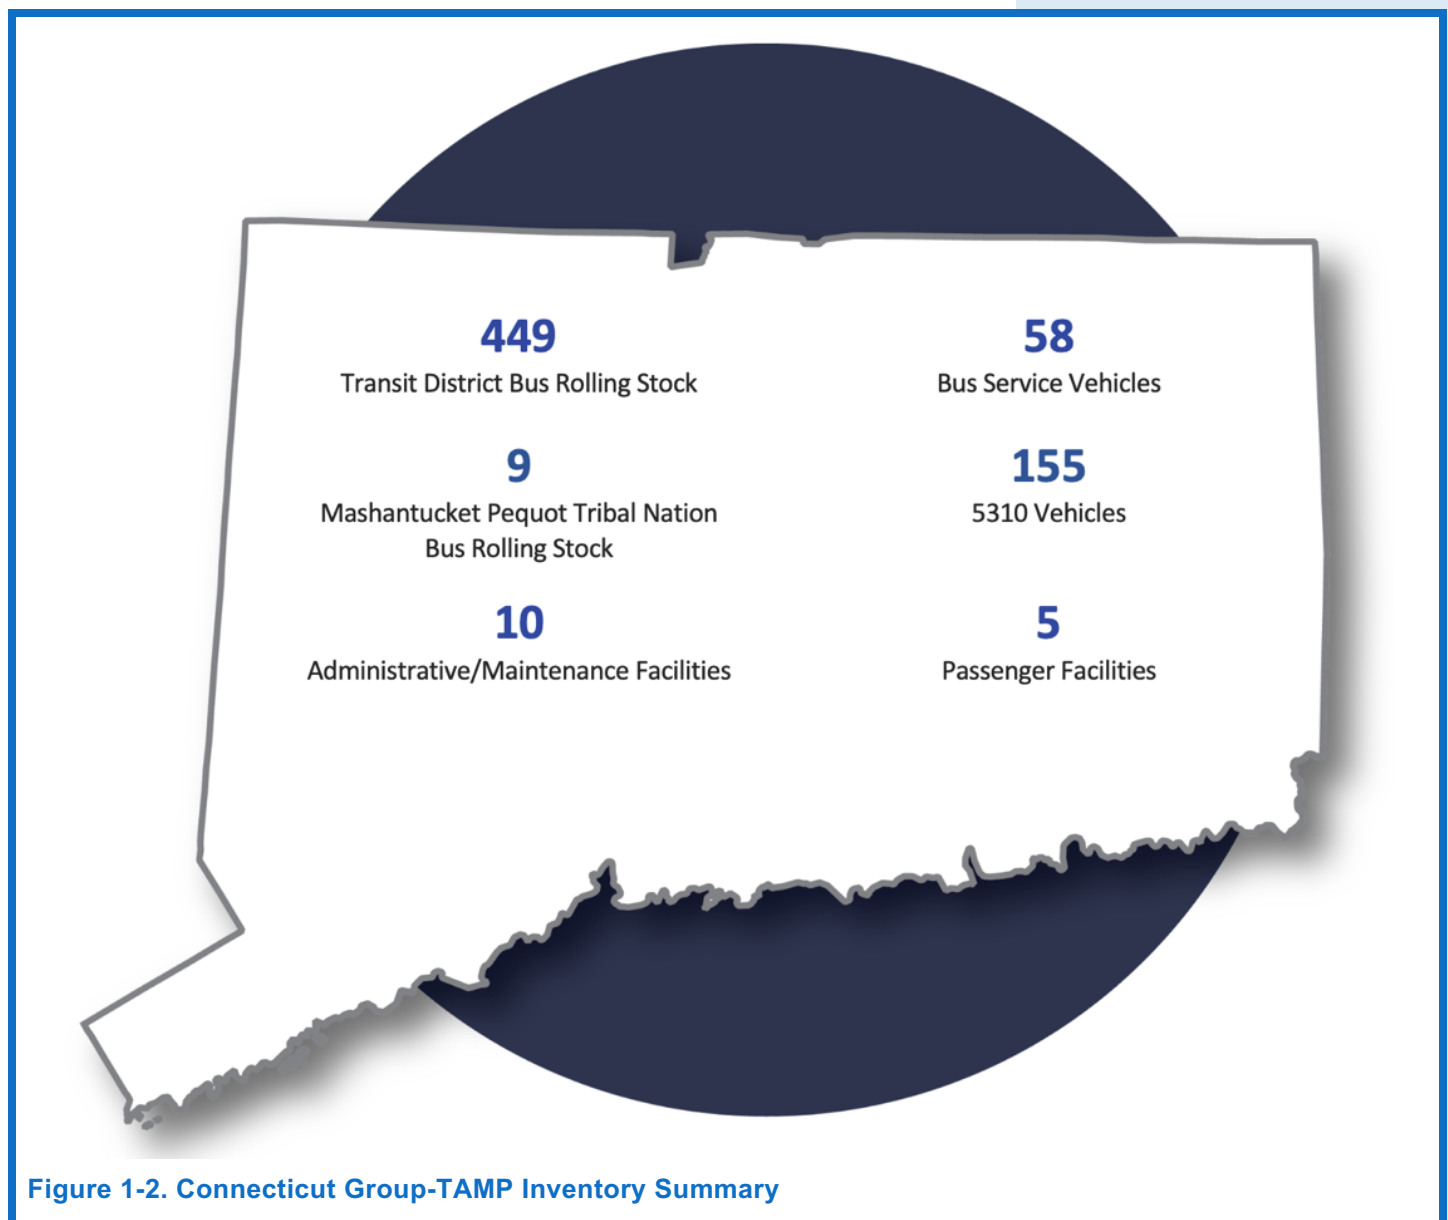 449
Transit District Bus Rolling Stock
58
Bus Service Vehicles
9
Mashantucket Pequot Tribal Nation
Bus Rolling Stock
155
5310 Vehicles
10
Administrative/Maintenance Facilities
5
Passenger Facilities
Figure 1-2. Connecticut Group-TAMP Inventory Summary